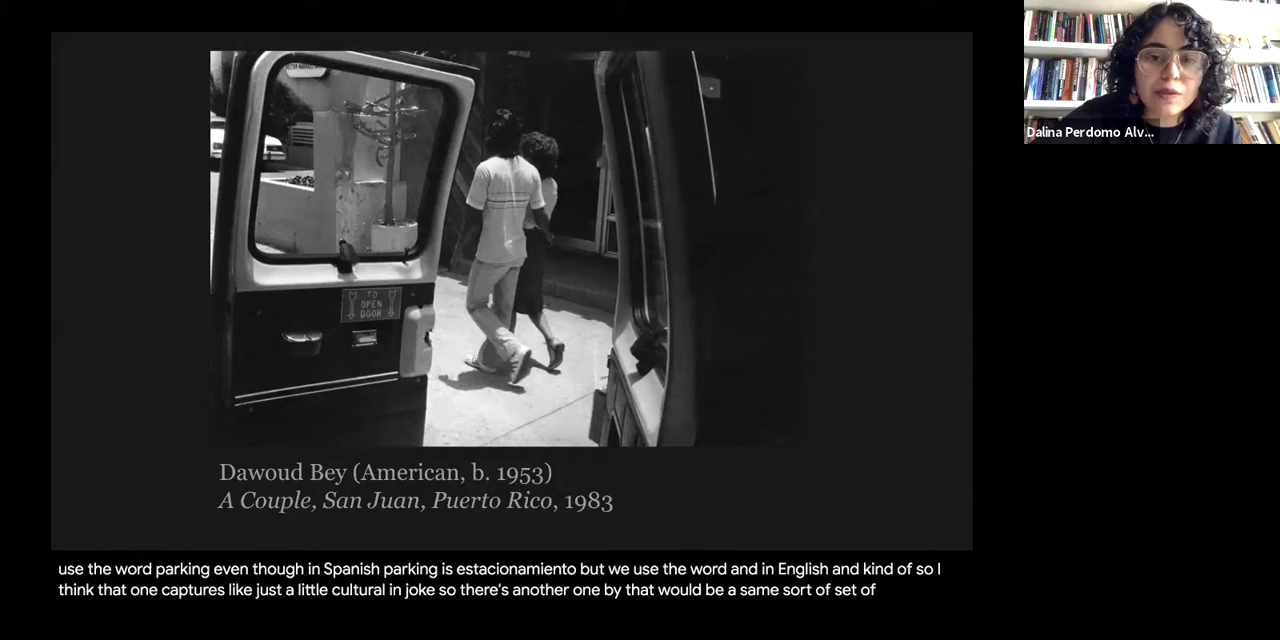 TO
OPEN
DOOR
Dalina Perdomo Alv...
Dawoud Bey (American, b. 1953)
A Couple, San Juan, Puerto Rico, 1983
use the word parking even though in Spanish parking is estacionamiento but we use the word and in English and kind of so I
think that one captures like just a little cultural in joke so there's another one by that would be a same sort of set of